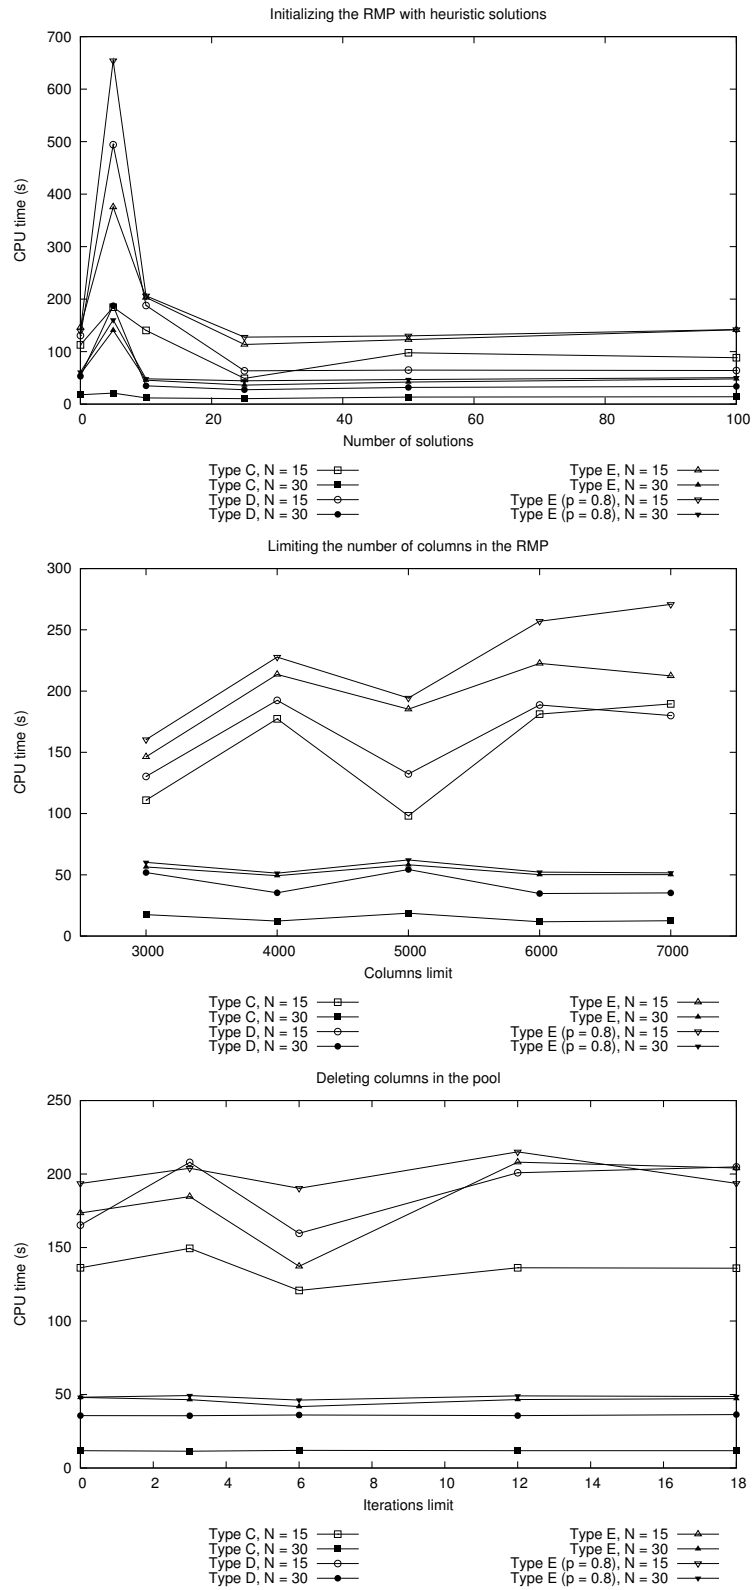 Initializing the RMP with heuristic solutions
700
600
500
400
300
200
100
0
CPU time (s)
0 20 40 60 80 100
Number of solutions
Type C, N = 15
Type C, N = 30
Type D, N = 15
Type D, N = 30
Type E, N = 15
Type E, N = 30
Type E (p = 0.8), N = 15
Type E (p = 0.8), N = 30
Limiting the number of columns in the RMP
300
250
200
150
100
50
0
CPU time (s)
3000 4000 5000 6000 7000
Columns limit
Type C, N = 15
Type C, N = 30
Type D, N = 15
Type D, N = 30
Type E, N = 15
Type E, N = 30
Type E (p = 0.8), N = 15
Type E (p = 0.8), N = 30
Deleting columns in the pool
250
200
150
100
50
0
CPU time (s)
0 2 4 6 8 10 12 14 16 18
Iterations limit
Type C, N = 15
Type C, N = 30
Type D, N = 15
Type D, N = 30
Type E, N = 15
Type E, N = 30
Type E (p = 0.8), N = 15
Type E (p = 0.8), N = 30